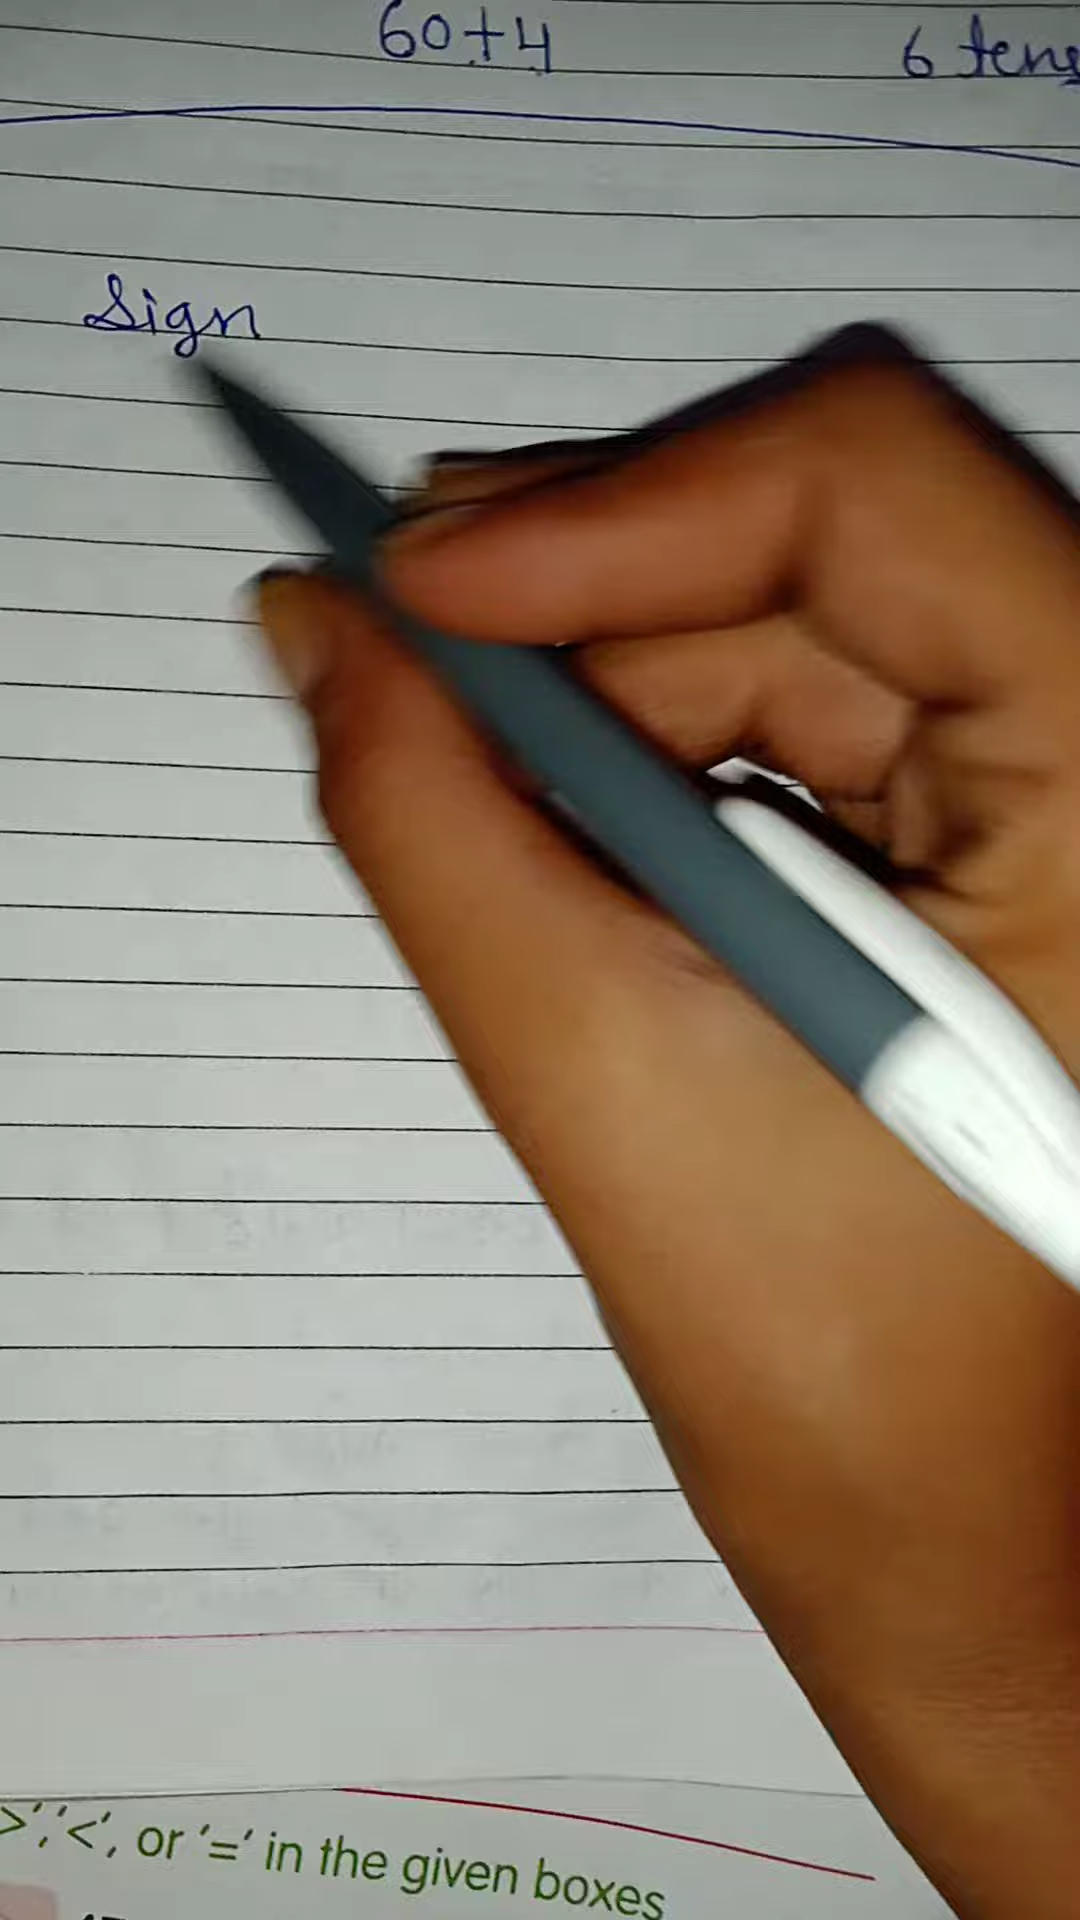 60+4 6 tens
Sign
>','<', or '=' in the given boxes